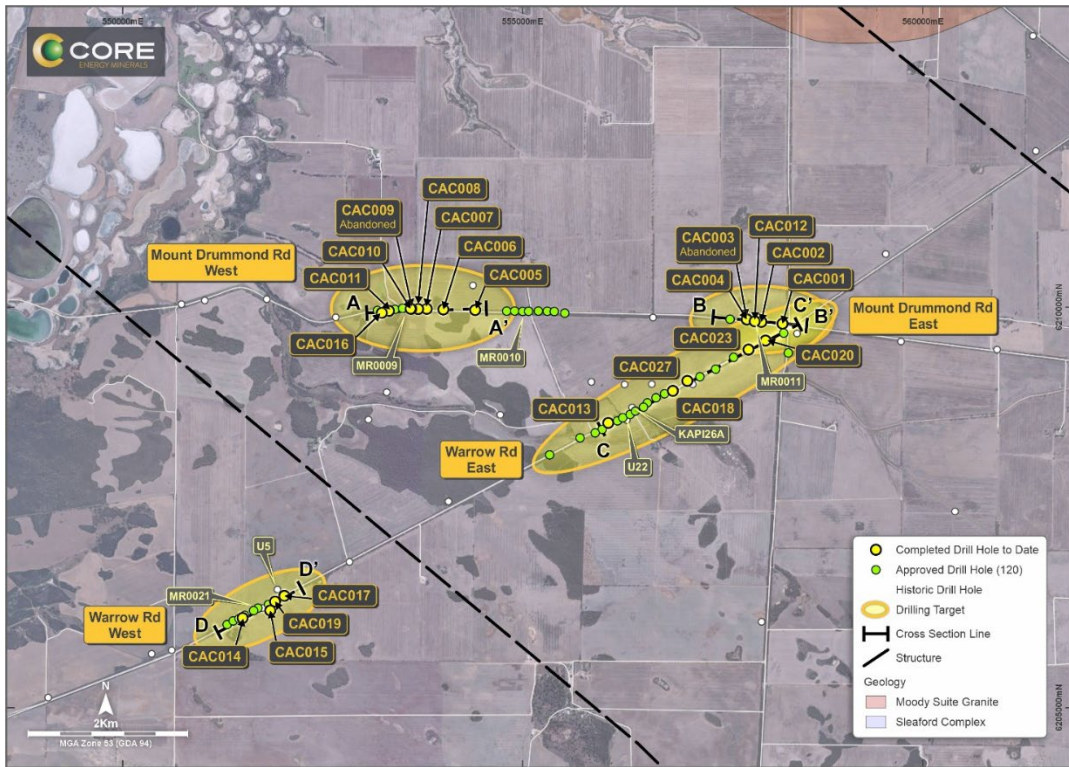 550000mE
555000mE
560000mE
CORE
ENERGY MINERALS
CAC008
CAC009
Abandoned
CAC007
CAC010
CAC006
CAC011
CAC005
Mount Drummond Rd
West
A
A'
CAC016
MR0009
MR0010
CAC012
CAC003
Abandoned
CAC002
CAC004
CAC001
B
C'
B'
6210000mN
Mount Drummond Rd
East
CAC023
CAC020
CAC027
MR0011
CAC013
CAC018
C
KAPI26A
Warrow Rd
East
U22
U5
D'
MR0021
CAC017
D
Warrow Rd
West
CAC019
CAC014
CAC015
N
2Km
MGA Zone 53 (GDA 94)
Completed Drill Hole to Date
Approved Drill Hole (120)
Historic Drill Hole
Drilling Target
Cross Section Line
Structure
Geology
Moody Suite Granite
Sleaford Complex
6205000mN